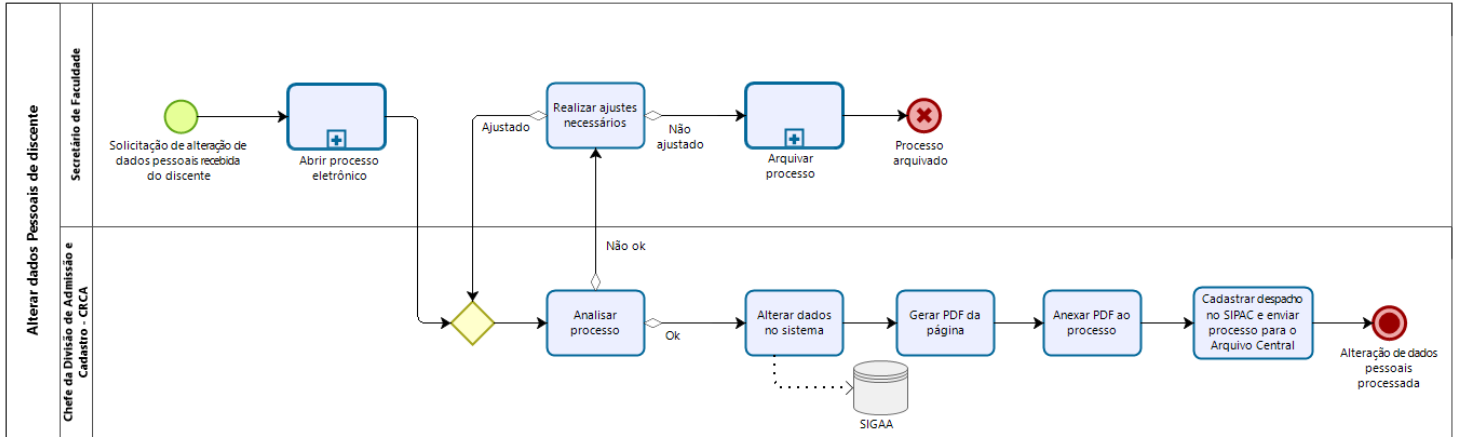 Alterar dados Pessoais de discente
Secretário de Faculdade
Solicitação de alteração de
dados pessoais recebida
do discente
Abrir processo
eletrônico
Realizar ajustes
necessários
Ajustado
Não
ajustado
Arquivar
processo
Processo
arquivado
Chefe da Divisão de Admissão e
Cadastro - CRCA
Não ok
Analisar
processo
Ok
Alterar dados
no sistema
SIGAA
Gerar PDF da
página
Anexar PDF ao
processo
Cadastrar despacho
no SIPAC e enviar
processo para o
Arquivo Central
Alteração de dados
pessoais
processada